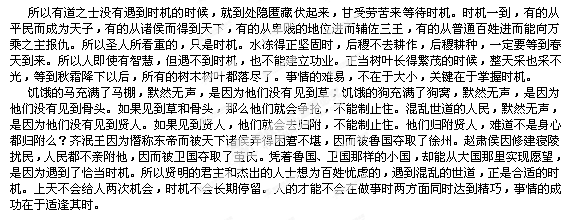 所以有道之士没有遇到时机的时候，就到处隐匿藏伏起来，甘受劳苦来等待时机。时机一到，有的从
平民而成为天子，有的从诸侯而得到天下，有的从卑贱的地位进而辅佐三王，有的从普通百姓进而能向万
乘之主报仇。所以圣人所看重的，只是时机。水冻得正坚固时，后稷不去耕作，后稷耕种，一定要等到春
天到来。所以人即使有智慧，但遇不到时机，也不能建立功业。正当树叶长得繁茂的时候，整天采也采不
光，等到秋霜降下以后，所有的树木树叶都落尽了。事情的难易，不在于大小，关键在于掌握时机。
饥饿的马充满了马棚，默然无声，是因为他们没有见到草；饥饿的狗充满了狗窝，默然无声，是因为
他们没有见到骨头。如果见到草和骨头，那么他们就会争抢，不能制止住。混乱世道的人民，默然无声，
是因为他们没有见到贤人。如果见到贤人，他们就会去归附，不能制止住。他们归附贤人，难道不是身心
都归附么？齐泯王因为僭称东帝而被天下诸侯弄得困窘不堪，因而被鲁国夺取了徐州。赵肃侯因修建寝陵
扰民，人民都不亲附他，因而被卫国夺取了茧氏。凭着鲁国、卫国那样的小国，却能从大国那里实现愿望，
是因为遇到了恰当时机。所以贤明的君主和杰出的人士想为百姓忧虑的，遇到混乱的世道，正是合适的时
机。上天不会给人两次机会，时机不会长期停留。人的才能不会在做事时两方面同时达到精巧，事情的成
功在于适逢其时。